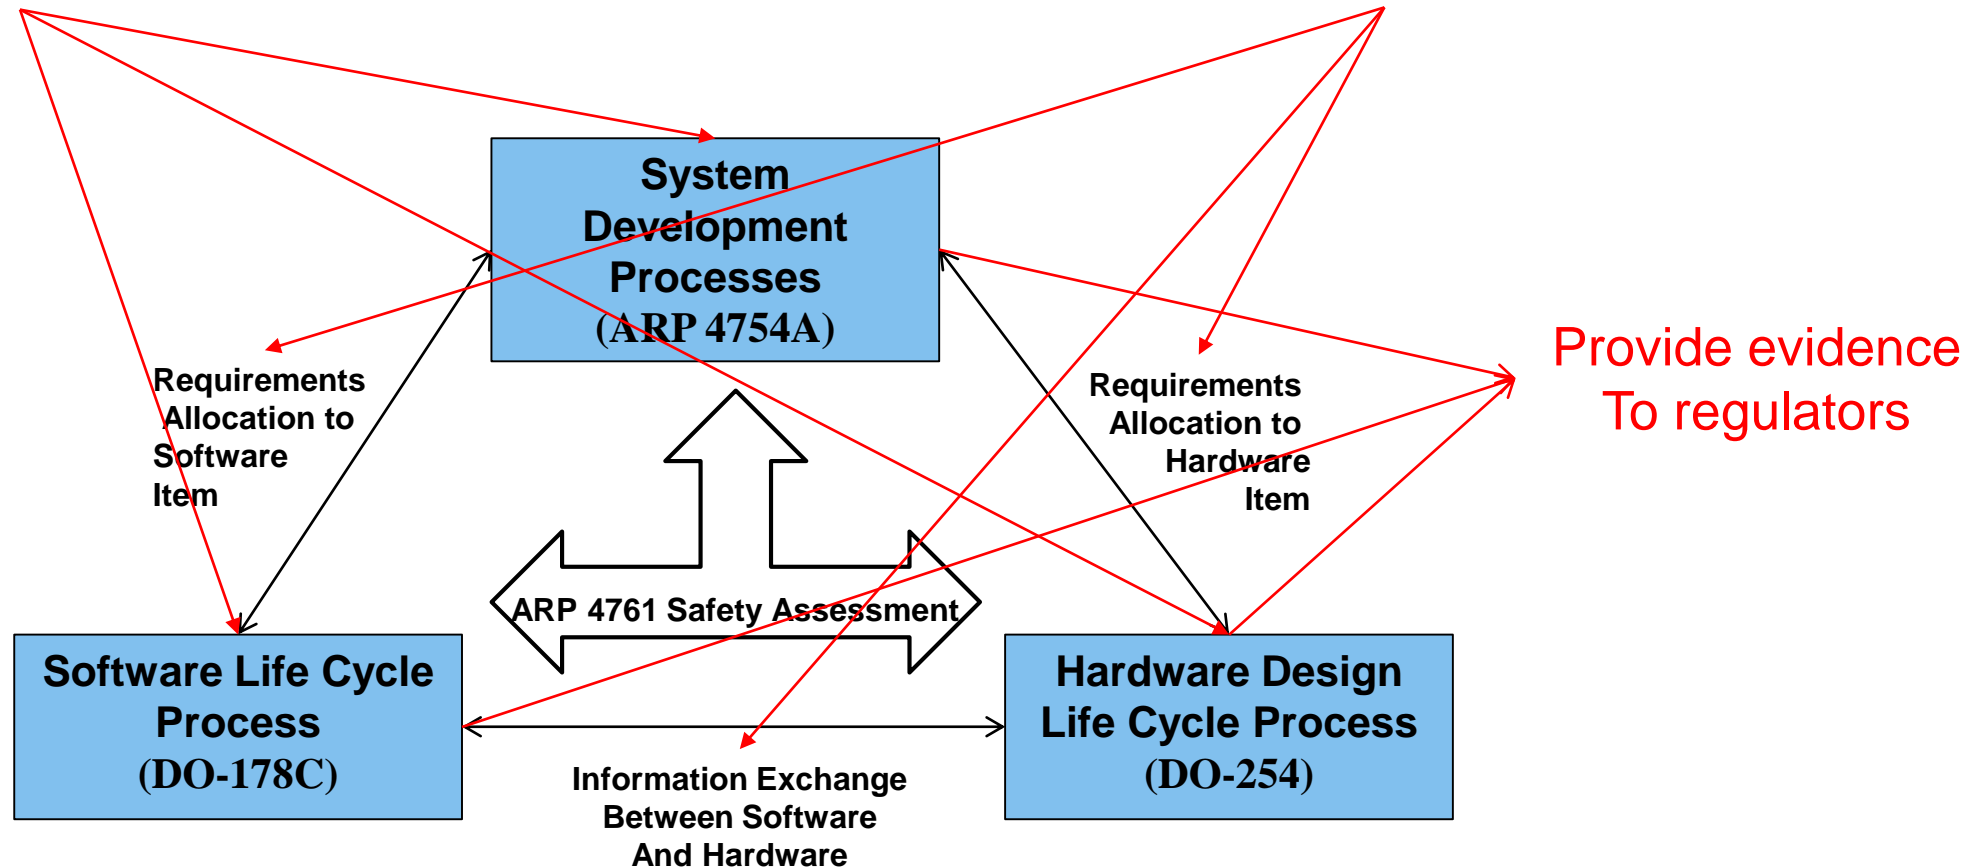 System
Development
Processes
(ARP 4754A)
Provide evidence
To regulators
Requirements
Allocation to
Software
Item
Requirements
Allocation to
Hardware
Item
ARP 4761 Safety Assessment
Software Life Cycle
Process
(DO-178C)
Hardware Design
Life Cycle Process
(DO-254)
Information Exchange
Between Software
And Hardware